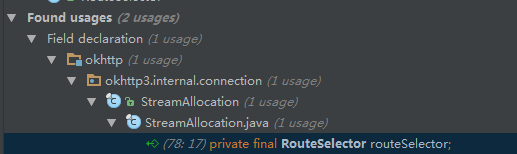 Found usages (2 usages)
Field declaration (1 usage)
okhttp (1 usage)
okhttp3.internal.connection (1 usage)
StreamAllocation (1 usage)
StreamAllocation.java (1 usage)
(78: 17) private final RouteSelector routeSelector;